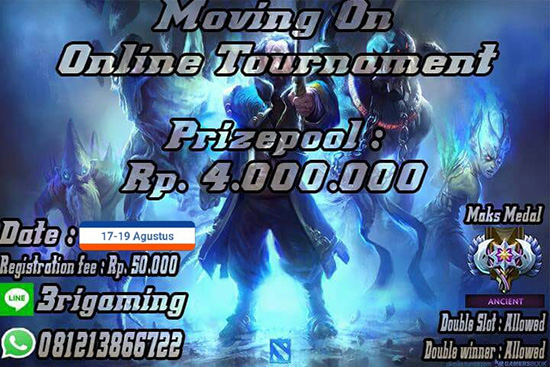 Moving On
Online Tournament
Prizepool :
Rp. 4.000.000
Maks Medal
Date : 17-19 Agustus
ANCIENT
Registration fee : Rp. 50.000
LINE 3rigaming
Double Slot : Allowed
081213866722
Double winner : Allowed